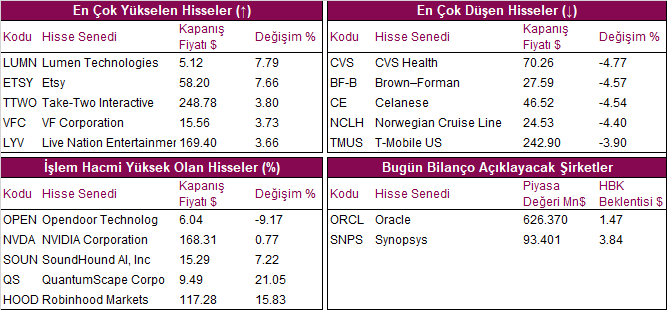 En Çok Yükselen Hisseler (↑)
Kodu Hisse Senedi Kapanış Fiyatı $ Değişim %
LUMN Lumen Technologies 5.12 7.79
ETSY Etsy 58.20 7.66
TTWO Take-Two Interactive 248.78 3.80
VFC VF Corporation 15.56 3.73
LYV Live Nation Entertainmer 169.40 3.66
En Çok Düşen Hisseler (↓)
Kodu Hisse Senedi Kapanış Fiyatı $ Değişim %
CVS CVS Health 70.26 -4.77
BF-B Brown–Forman 27.59 -4.57
CE Celanese 46.52 -4.54
NCLH Norwegian Cruise Line 24.53 -4.40
TMUS T-Mobile US 242.90 -3.90
İşlem Hacmi Yüksek Olan Hisseler (%)
Kodu Hisse Senedi Kapanış Fiyatı $ Değişim %
OPEN Opendoor Technolog 6.04 -9.17
NVDA NVIDIA Corporation 168.31 0.77
SOUN SoundHound AI, Inc 15.29 7.22
QS QuantumScape Corpo 9.49 21.05
HOOD Robinhood Markets 117.28 15.83
Bugün Bilanço Açıklayacak Şirketler
Kodu Hisse Senedi Piyasa Değeri Mn$ HBK Beklentisi $
ORCL Oracle 626.370 1.47
SNPS Synopsys 93.401 3.84